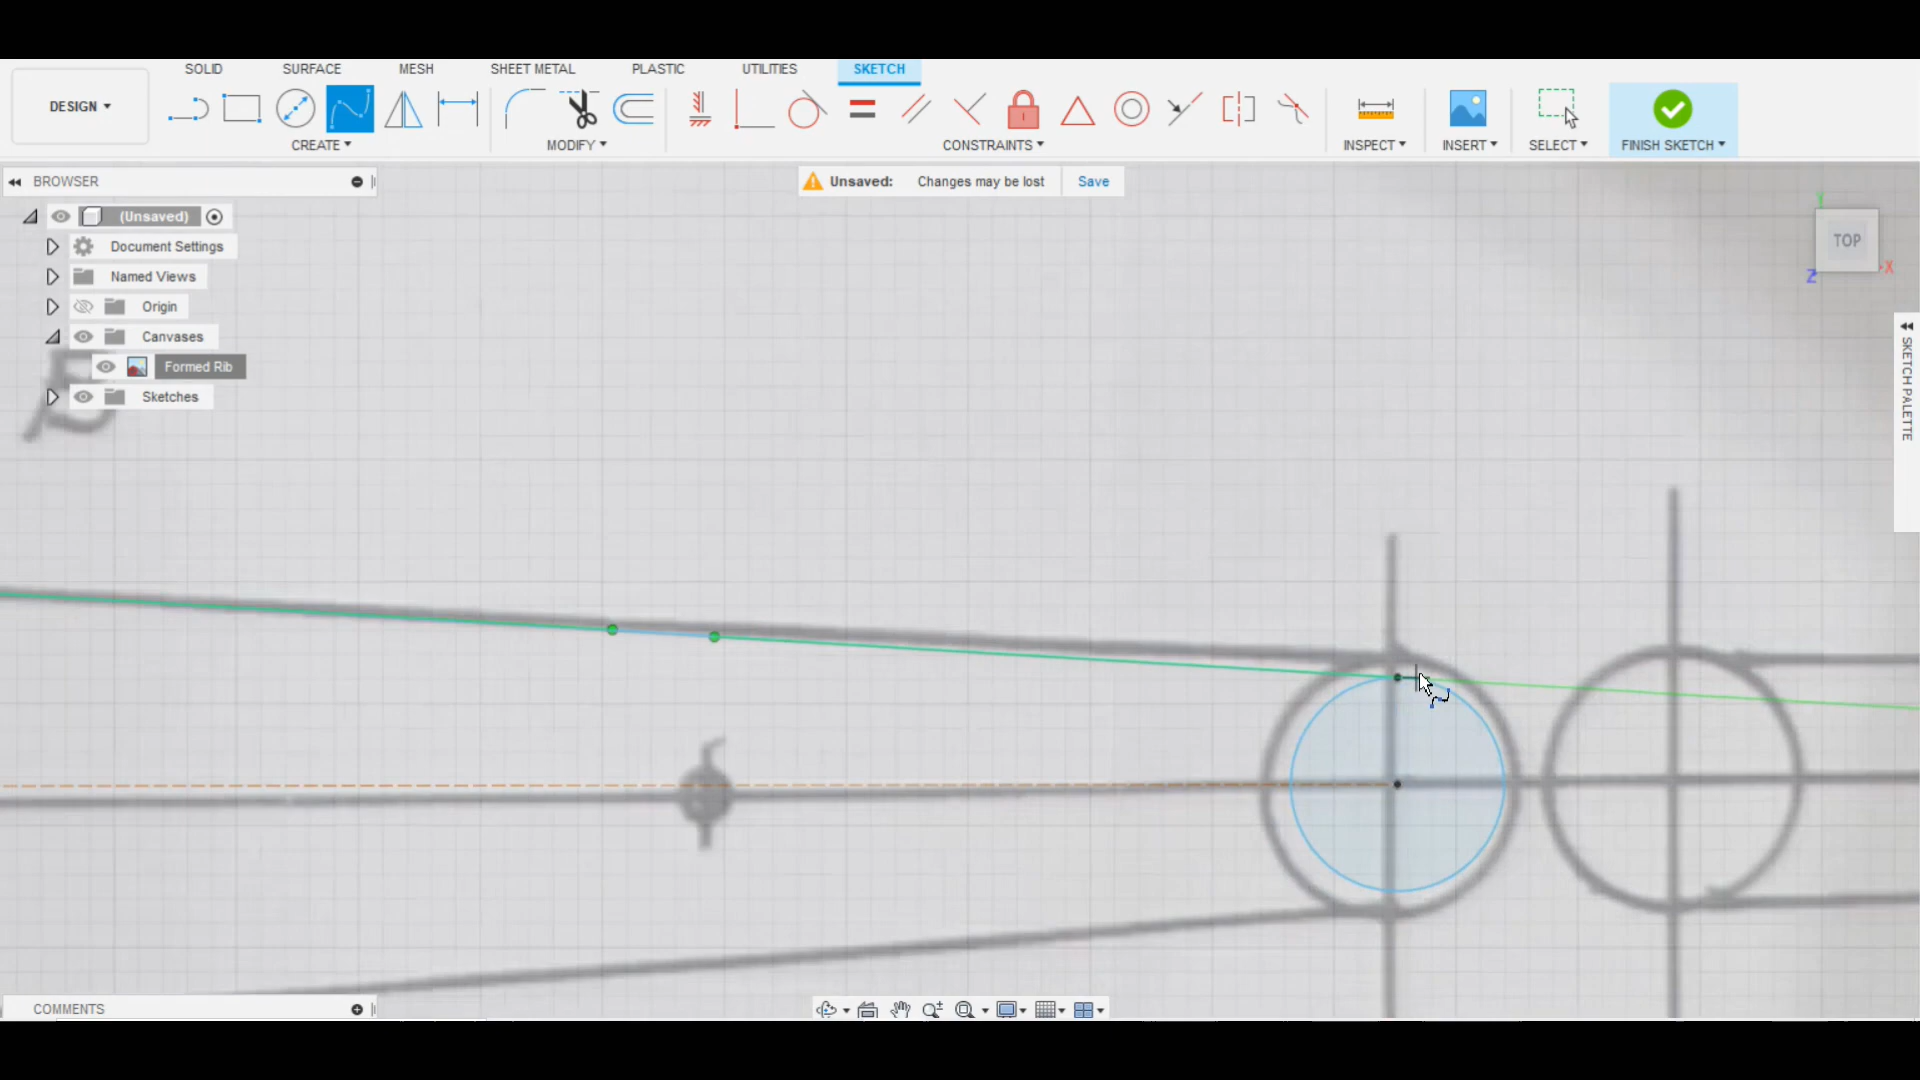 SOLID SURFACE MESH SHEET METAL PLASTIC UTILITIES SKETCH
DESIGN
CREATE MODIFY CONSTRAINTS INSPECT INSERT SELECT FINISH SKETCH
BROWSER
Unsaved: Changes may be lost Save
(Unsaved)
Document Settings
Named Views
Origin
Canvases
Formed Rib
Sketches
Y
TOP
X
Z
SKETCH PALETTE
COMMENTS